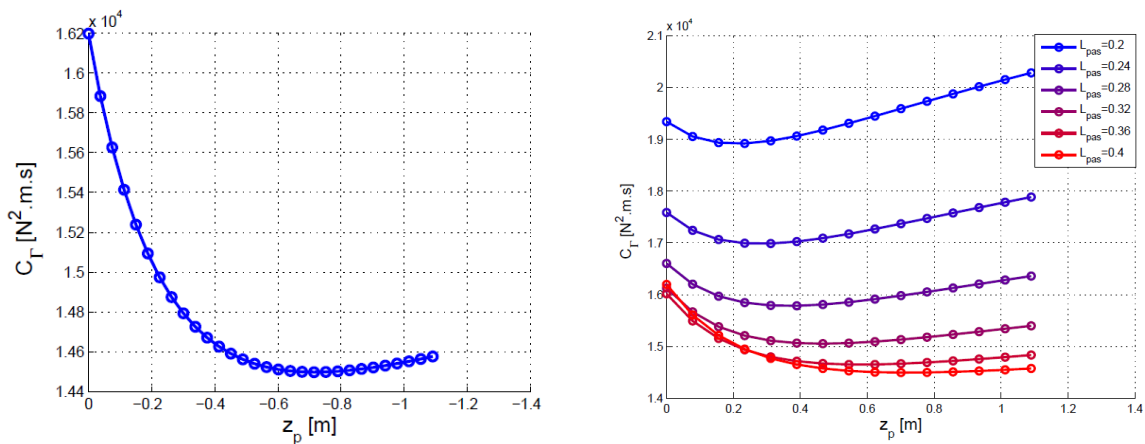 x 10⁴
1.62
1.6
1.58
1.56
1.54
1.52
1.5
1.48
1.46
1.44
C_Γ [N².m.s]
0
−0.2
−0.4
−0.6
−0.8
−1
−1.2
−1.4
z_p [m]
x 10⁴
2.1
2
1.9
1.8
1.7
1.6
1.5
1.4
C_Γ [N².m.s]
0
0.2
0.4
0.6
0.8
1
1.2
1.4
z_p [m]
L_pas=0.2
L_pas=0.24
L_pas=0.28
L_pas=0.32
L_pas=0.36
L_pas=0.4